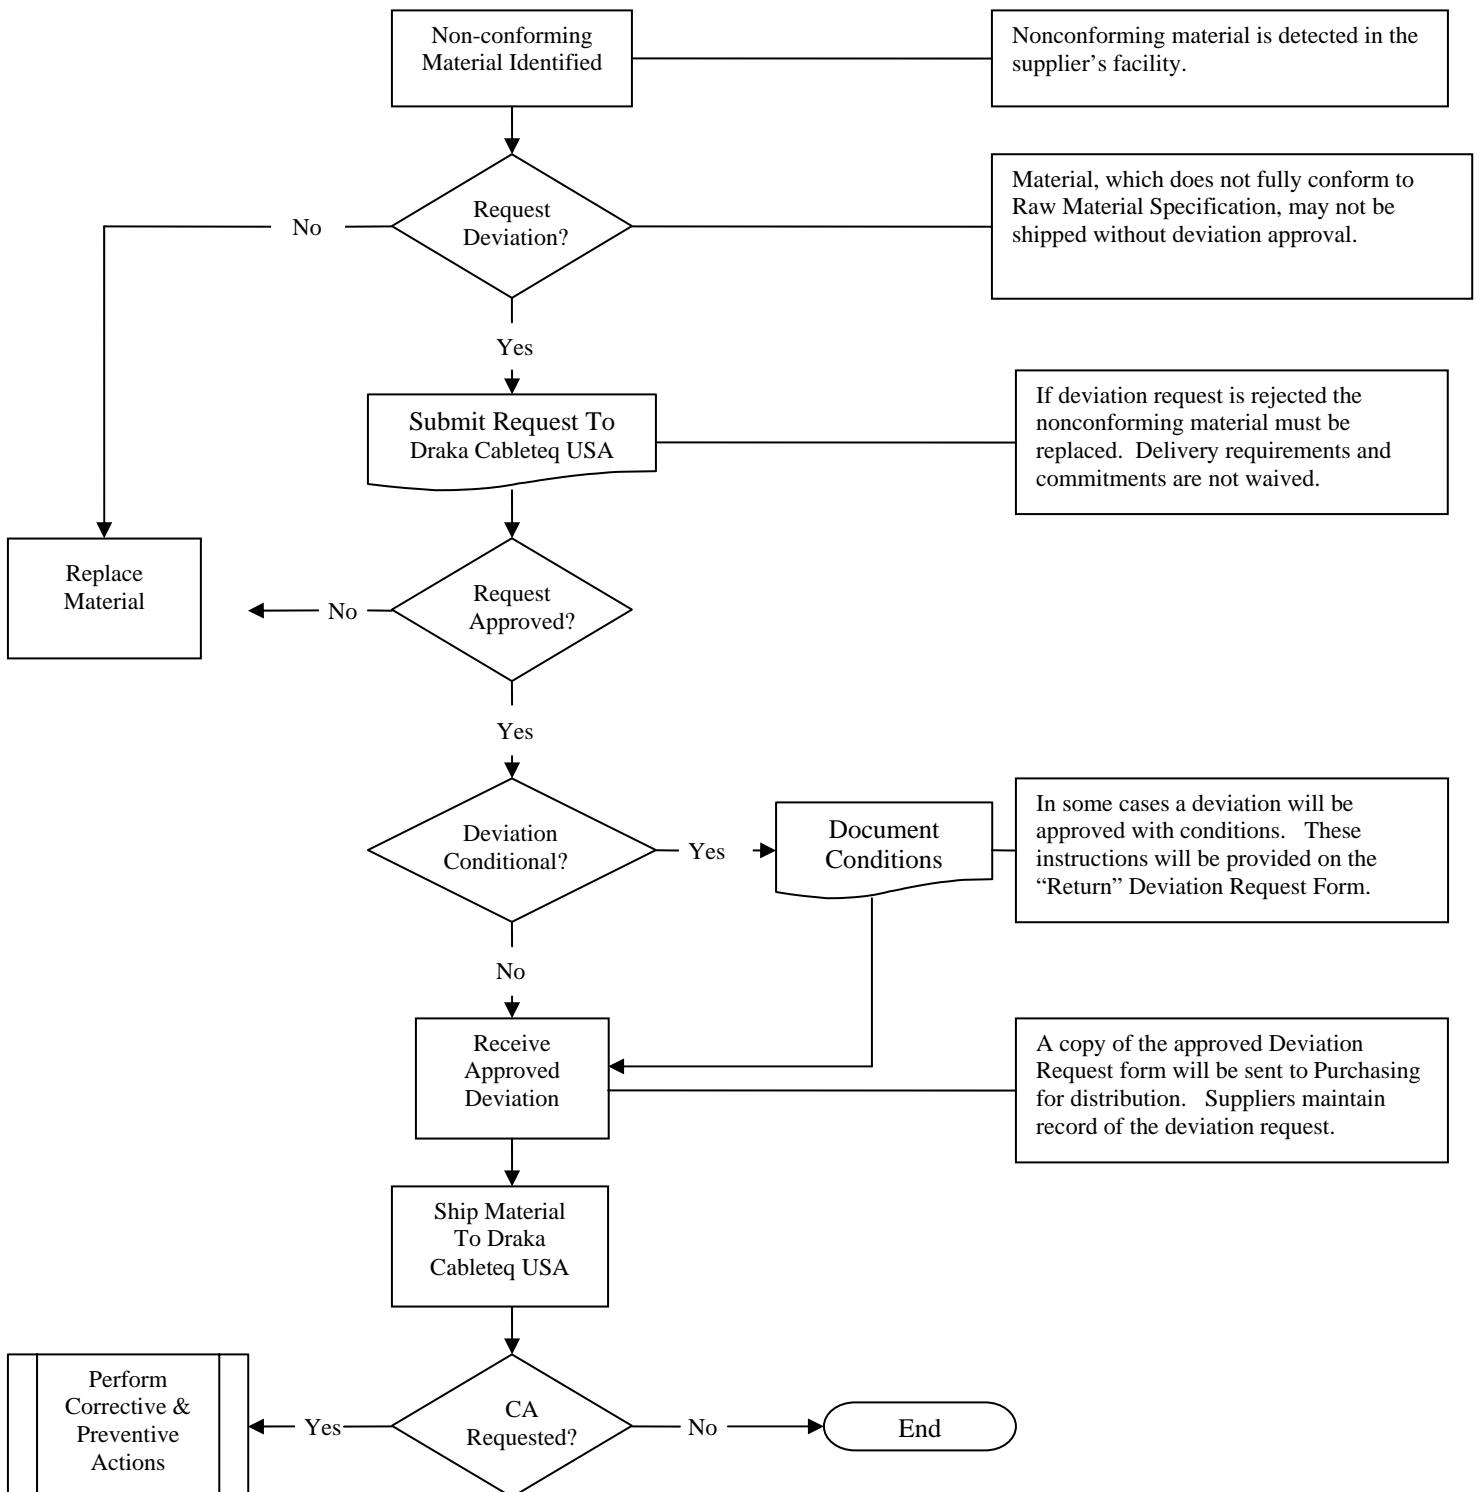 Non-conforming
Material Identified
Nonconforming material is detected in the
supplier’s facility.
Request
Deviation?
No
Material, which does not fully conform to
Raw Material Specification, may not be
shipped without deviation approval.
Yes
Submit Request To
Draka Cableteq USA
If deviation request is rejected the
nonconforming material must be
replaced.  Delivery requirements and
commitments are not waived.
Replace
Material
No
Request
Approved?
Yes
Deviation
Conditional?
Yes
Document
Conditions
In some cases a deviation will be
approved with conditions.   These
instructions will be provided on the
“Return” Deviation Request Form.
No
Receive
Approved
Deviation
A copy of the approved Deviation
Request form will be sent to Purchasing
for distribution.   Suppliers maintain
record of the deviation request.
Ship Material
To Draka
Cableteq USA
Perform
Corrective &
Preventive
Actions
Yes
CA
Requested?
No
End